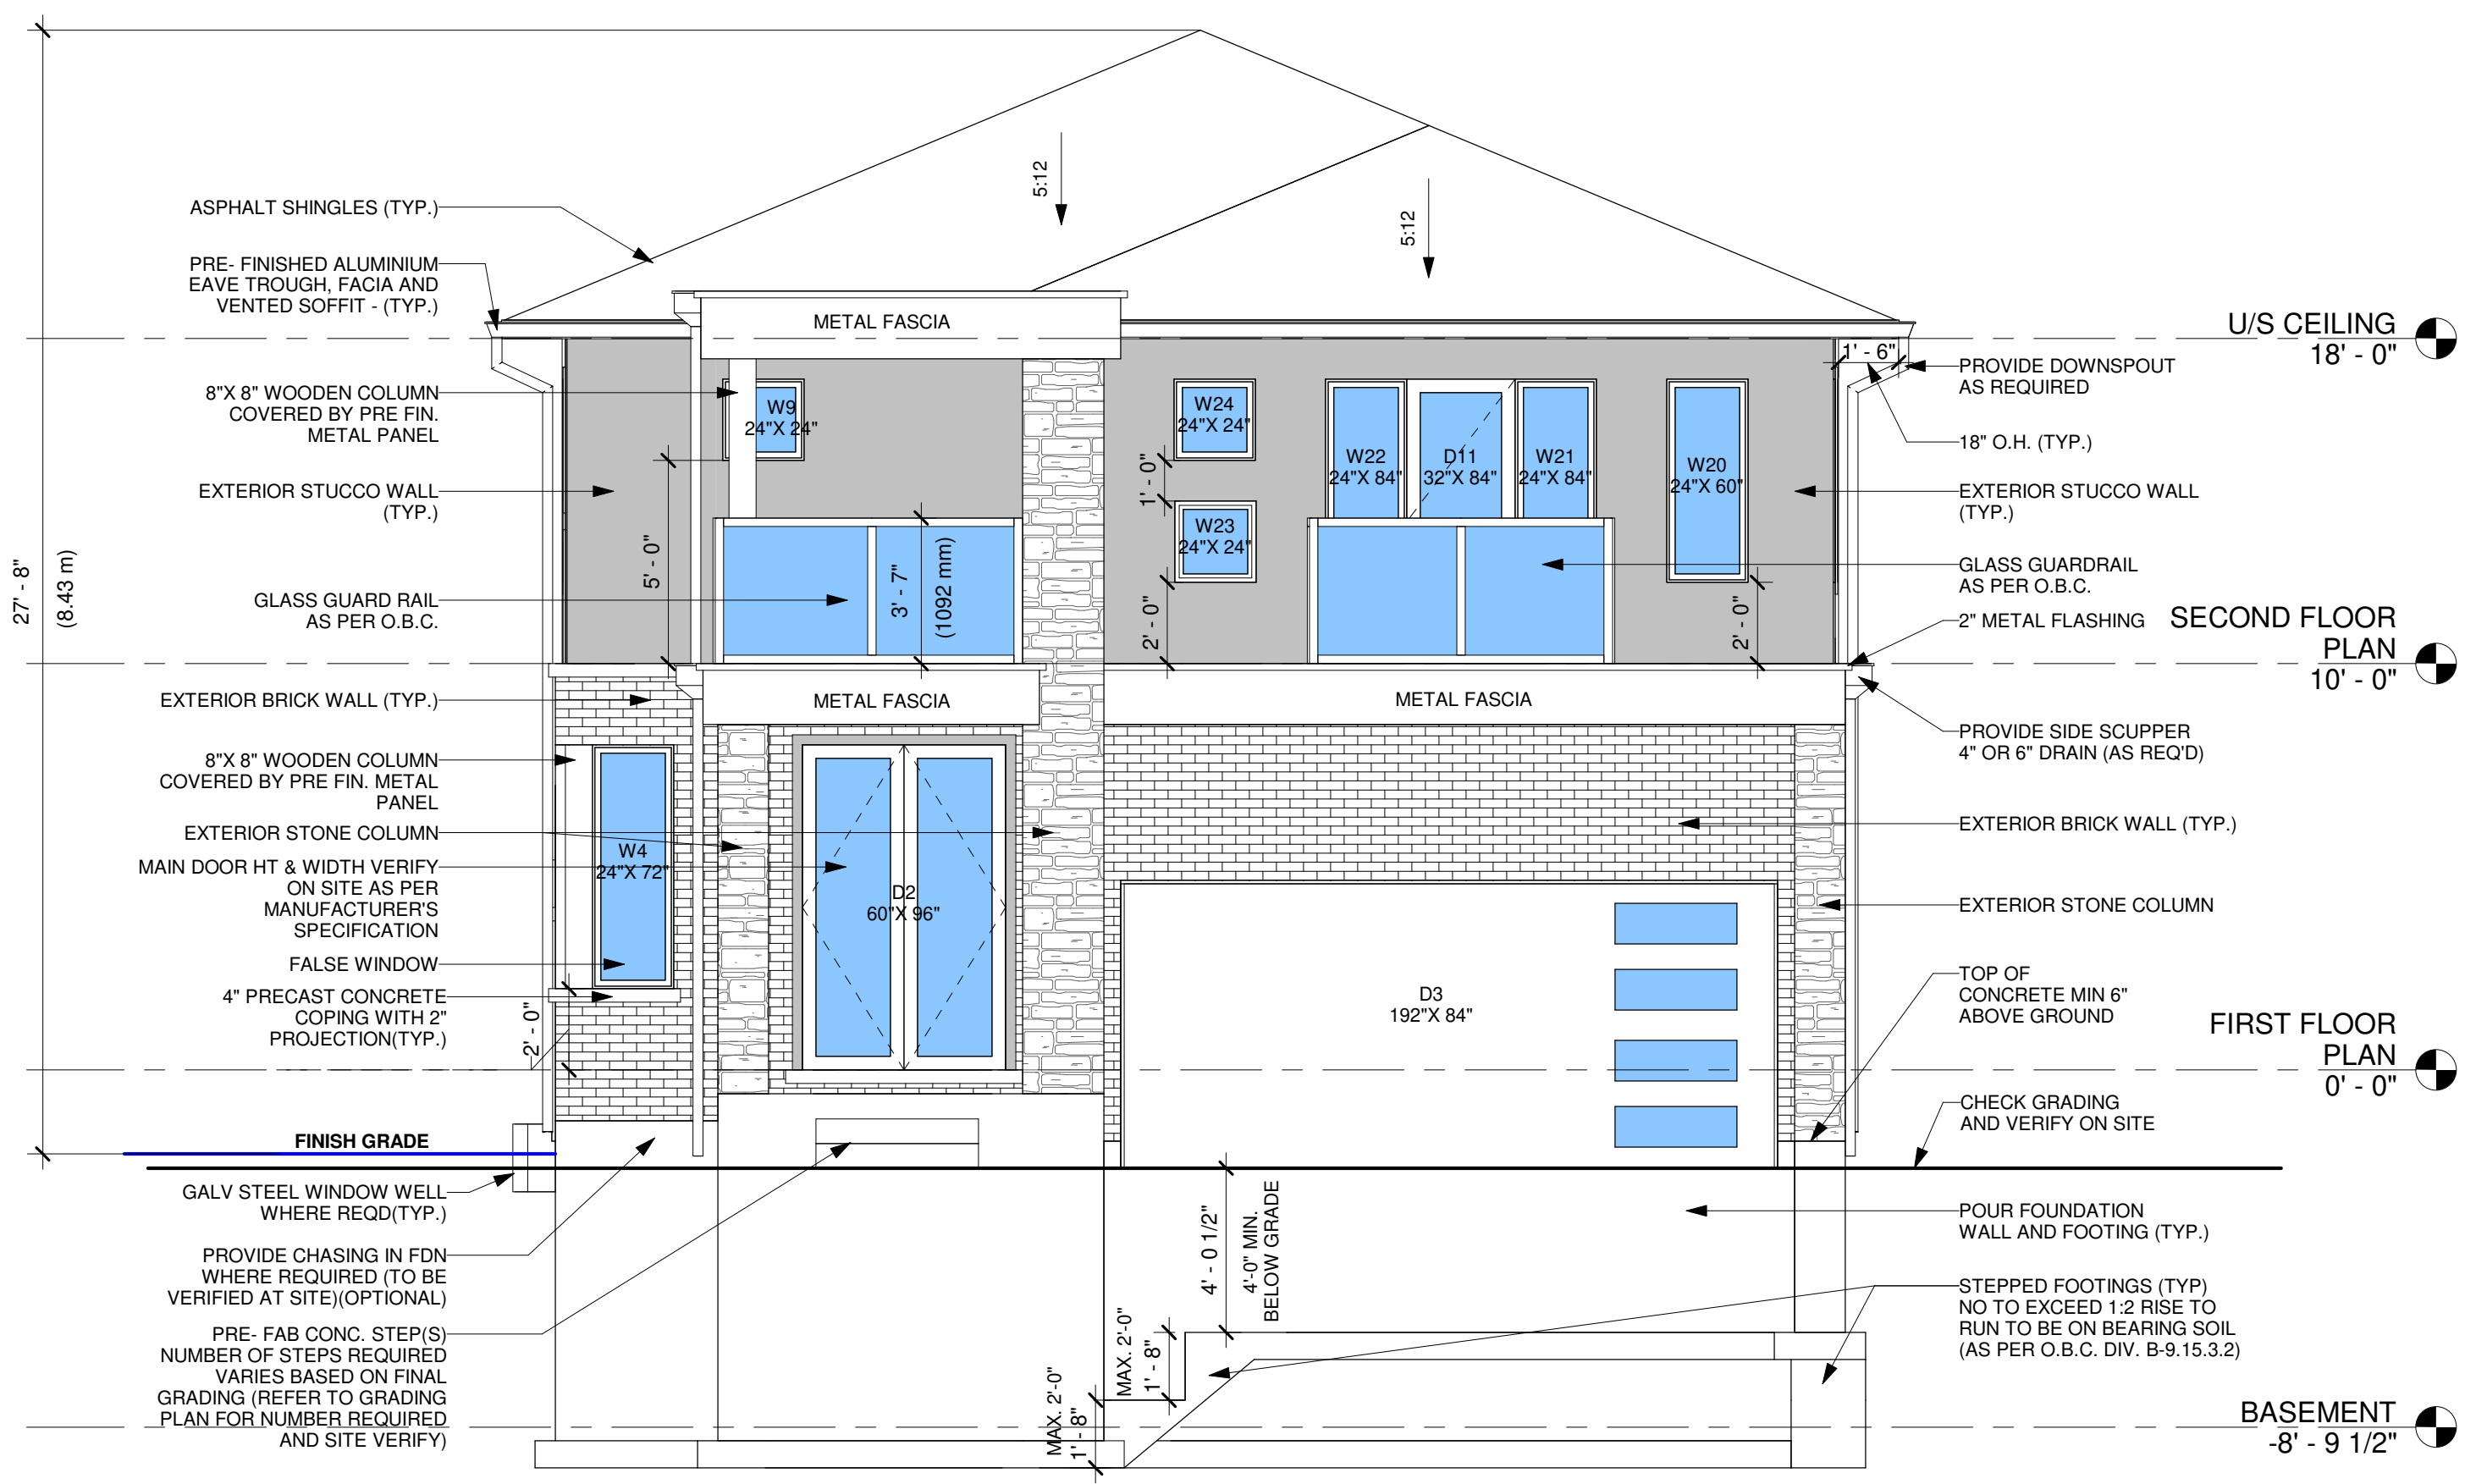 27' - 8"
(8.43 m)
ASPHALT SHINGLES (TYP.)
PRE- FINISHED ALUMINIUM
EAVE TROUGH, FACIA AND
VENTED SOFFIT - (TYP.)
8"X 8" WOODEN COLUMN
COVERED BY PRE FIN.
METAL PANEL
EXTERIOR STUCCO WALL
(TYP.)
GLASS GUARD RAIL
AS PER O.B.C.
EXTERIOR BRICK WALL (TYP.)
8"X 8" WOODEN COLUMN
COVERED BY PRE FIN. METAL
PANEL
EXTERIOR STONE COLUMN
MAIN DOOR HT & WIDTH VERIFY
ON SITE AS PER
MANUFACTURER'S
SPECIFICATION
FALSE WINDOW
4" PRECAST CONCRETE
COPING WITH 2"
PROJECTION(TYP.)
FINISH GRADE
GALV STEEL WINDOW WELL
WHERE REQD(TYP.)
PROVIDE CHASING IN FDN
WHERE REQUIRED (TO BE
VERIFIED AT SITE)(OPTIONAL)
PRE- FAB CONC. STEP(S)
NUMBER OF STEPS REQUIRED
VARIES BASED ON FINAL
GRADING (REFER TO GRADING
PLAN FOR NUMBER REQUIRED
AND SITE VERIFY)
5:12
5:12
METAL FASCIA
W9
24"X 24"
5' - 0"
3' - 7"
(1092 mm)
W24
24"X 24"
1' - 0"
W23
24"X 24"
2' - 0"
W22
24"X 84"
D11
32"X 84"
W21
24"X 84"
W20
24"X 60"
2' - 0"
METAL FASCIA
METAL FASCIA
W4
24"X 72"
2' - 0"
D2
60"X 96"
D3
192"X 84"
4' - 0 1/2"
4'-0" MIN.
BELOW GRADE
MAX. 2'-0"
1' - 8"
MAX. 2'-0"
1' - 8"
1' - 6"
U/S CEILING
18' - 0"
PROVIDE DOWNSPOUT
AS REQUIRED
18" O.H. (TYP.)
EXTERIOR STUCCO WALL
(TYP.)
GLASS GUARDRAIL
AS PER O.B.C.
2" METAL FLASHING
SECOND FLOOR
PLAN
10' - 0"
PROVIDE SIDE SCUPPER
4" OR 6" DRAIN (AS REQ'D)
EXTERIOR BRICK WALL (TYP.)
EXTERIOR STONE COLUMN
TOP OF
CONCRETE MIN 6"
ABOVE GROUND
FIRST FLOOR
PLAN
0' - 0"
CHECK GRADING
AND VERIFY ON SITE
POUR FOUNDATION
WALL AND FOOTING (TYP.)
STEPPED FOOTINGS (TYP)
NO TO EXCEED 1:2 RISE TO
RUN TO BE ON BEARING SOIL
(AS PER O.B.C. DIV. B-9.15.3.2)
BASEMENT
-8' - 9 1/2"